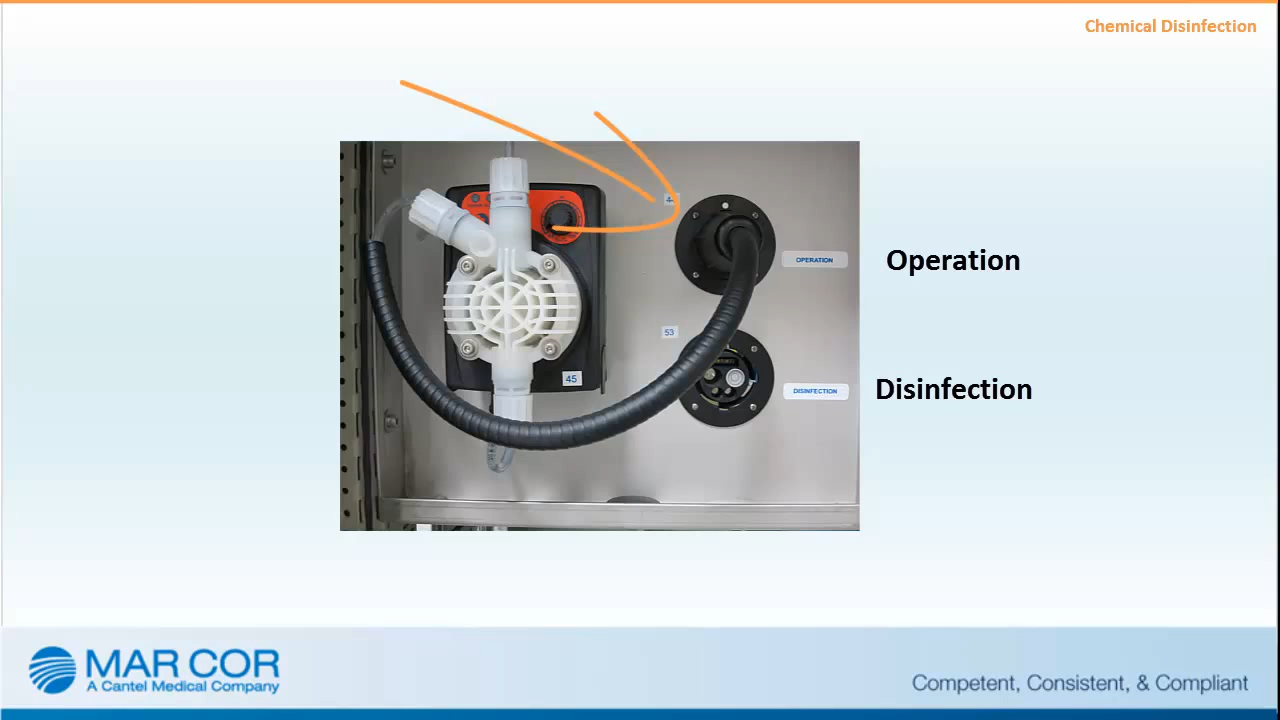 Chemical Disinfection
OPERATION
Operation
53
45
DISINFECTION
Disinfection
MAR COR
A Cantel Medical Company
Competent, Consistent, & Compliant